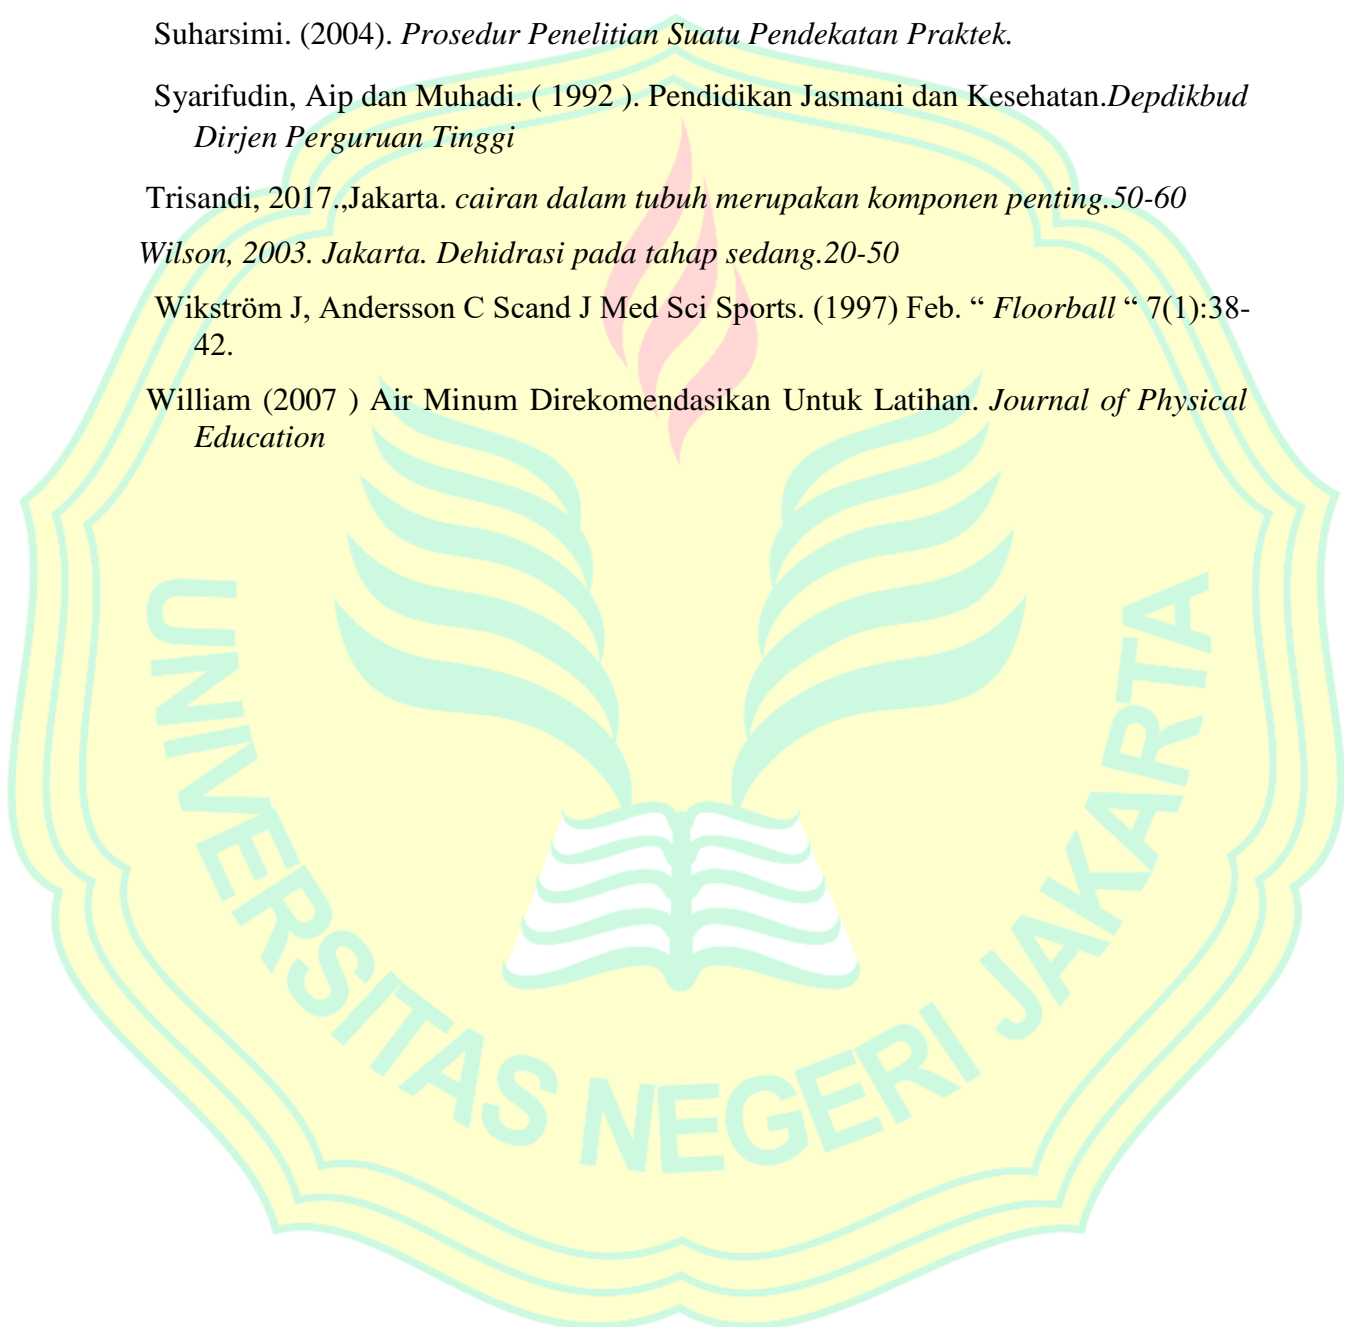 Suharsimi. (2004). Prosedur Penelitian Suatu Pendekatan Praktek.
Syarifudin, Aip dan Muhadi. ( 1992 ). Pendidikan Jasmani dan Kesehatan.Depdikbud
Dirjen Perguruan Tinggi
Trisandi, 2017.,Jakarta. cairan dalam tubuh merupakan komponen penting.50-60
Wilson, 2003. Jakarta. Dehidrasi pada tahap sedang.20-50
Wikström J, Andersson C Scand J Med Sci Sports. (1997) Feb. “ Floorball “ 7(1):38-
42.
William (2007 ) Air Minum Direkomendasikan Untuk Latihan. Journal of Physical
Education
UNIVERSITAS NEGERI JAKARTA